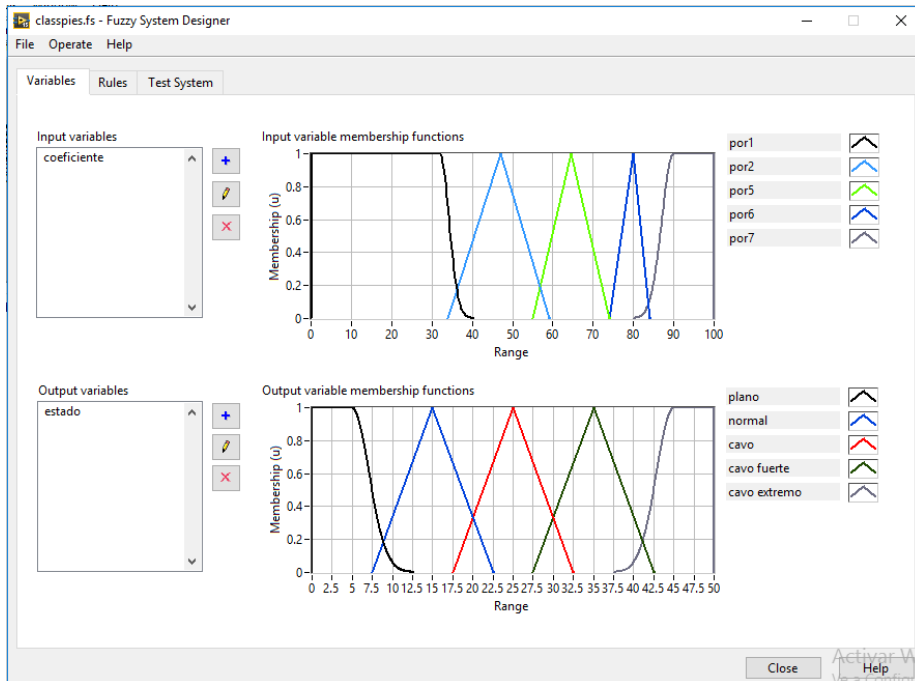 classpies.fs - Fuzzy System Designer
File Operate Help
Variables Rules Test System
Input variables
coeficiente
Input variable membership functions
Membership (u)
1
0.8
0.6
0.4
0.2
0
0 10 20 30 40 50 60 70 80 90 100
Range
por1
por2
por5
por6
por7
Output variables
estado
Output variable membership functions
Membership (u)
1
0.8
0.6
0.4
0.2
0
0 2.5 5 7.5 10 12.5 15 17.5 20 22.5 25 27.5 30 32.5 35 37.5 40 42.5 45 47.5 50
Range
plano
normal
cavo
cavo fuerte
cavo extremo
Activar W
Close Help